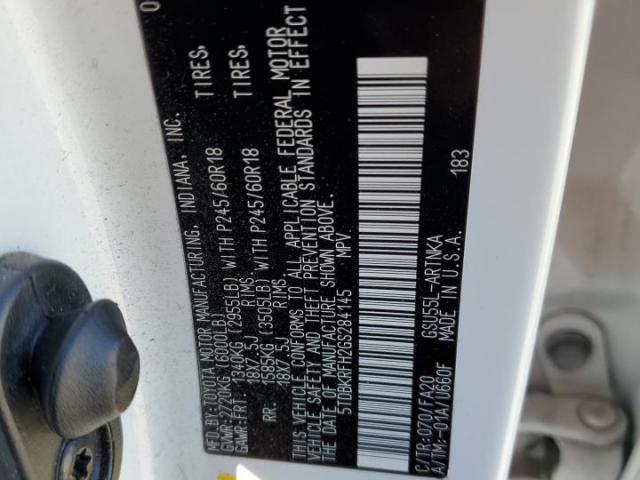 MFD.BY:TOYOTA MOTOR MANUFACTURING, INDIANA, INC. 0
GVWR:2720KG (6000LB)
GAWR:FRT. 1340KG (2955LB) WITH P245/60R18 TIRES,
18X7.5J RIMS
RR. 1585KG (3505LB) WITH P245/60R18 TIRES,
18X7.5J RIMS
THIS VEHICLE CONFORMS TO ALL APPLICABLE FEDERAL MOTOR
VEHICLE SAFETY AND THEFT PREVENTION STANDARDS IN EFFECT
ON THE DATE OF MANUFACTURE SHOWN ABOVE.
5TDBKRFH2GS284145 MPV
C/TR:070/FA20 GSU55L-ARTNKA 183
A/TM:-01A/U660F MADE IN U.S.A.